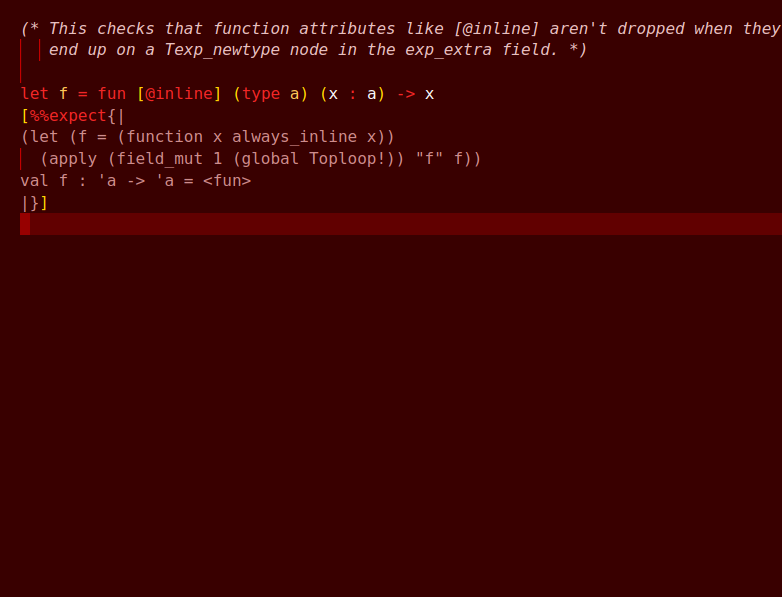 (* This checks that function attributes like [@inline] aren't dropped when they
   end up on a Texp_newtype node in the exp_extra field. *)

let f = fun [@inline] (type a) (x : a) -> x
[%%expect{|
(let (f = (function x always_inline x))
  (apply (field_mut 1 (global Toploop!)) "f" f))
val f : 'a -> 'a = <fun>
|}]